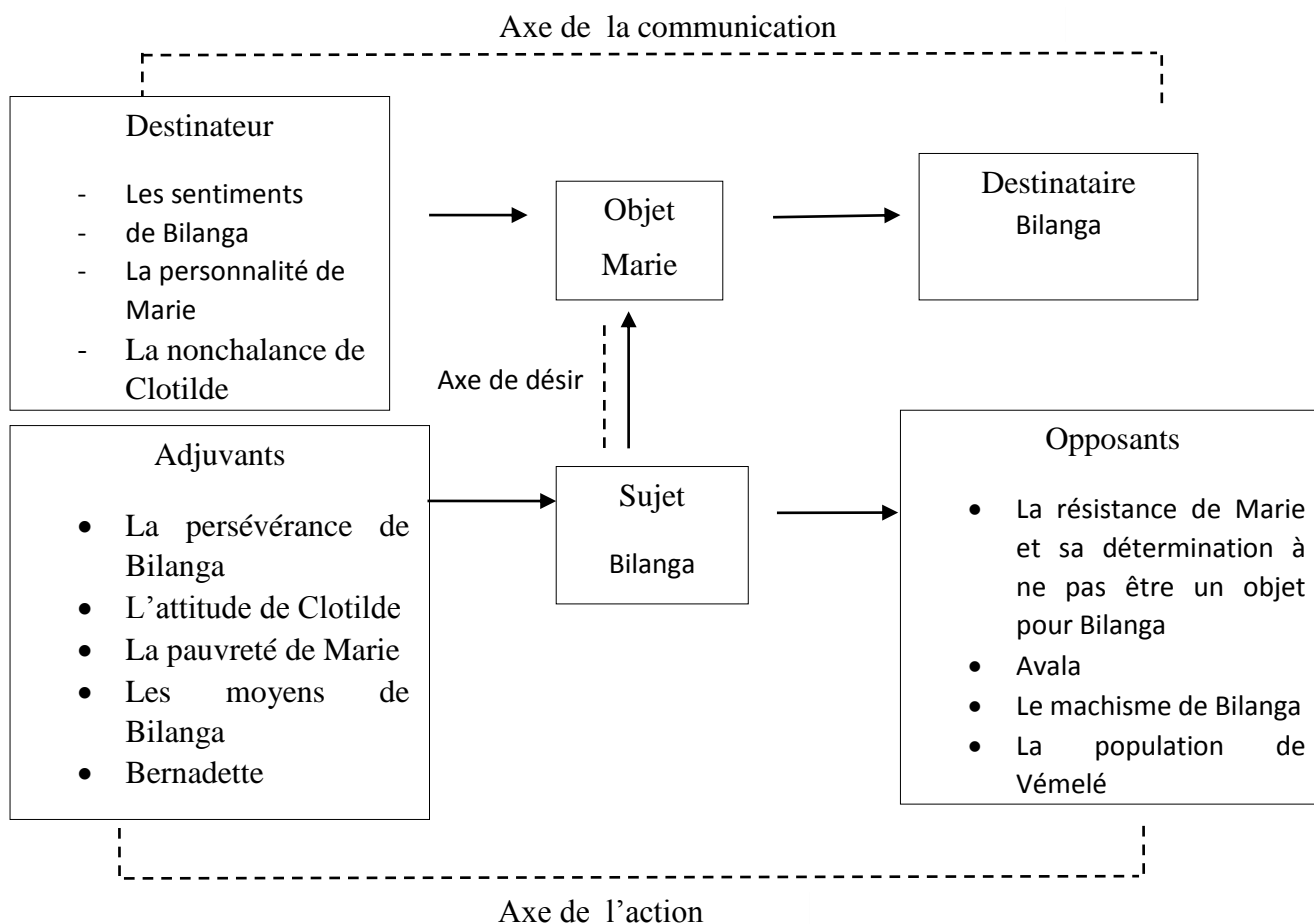 Axe de la communication
Destinateur
- Les sentiments
- de Bilanga
- La personnalité de
Marie
- La nonchalance de
Clotilde
Objet
Marie
Destinataire
Bilanga
Axe de désir
Adjuvants
• La persévérance de
Bilanga
• L’attitude de Clotilde
• La pauvreté de Marie
• Les moyens de
Bilanga
• Bernadette
Sujet
Bilanga
Opposants
• La résistance de Marie
et sa détermination à
ne pas être un objet
pour Bilanga
• Avala
• Le machisme de Bilanga
• La population de
Vémelé
Axe de l’action